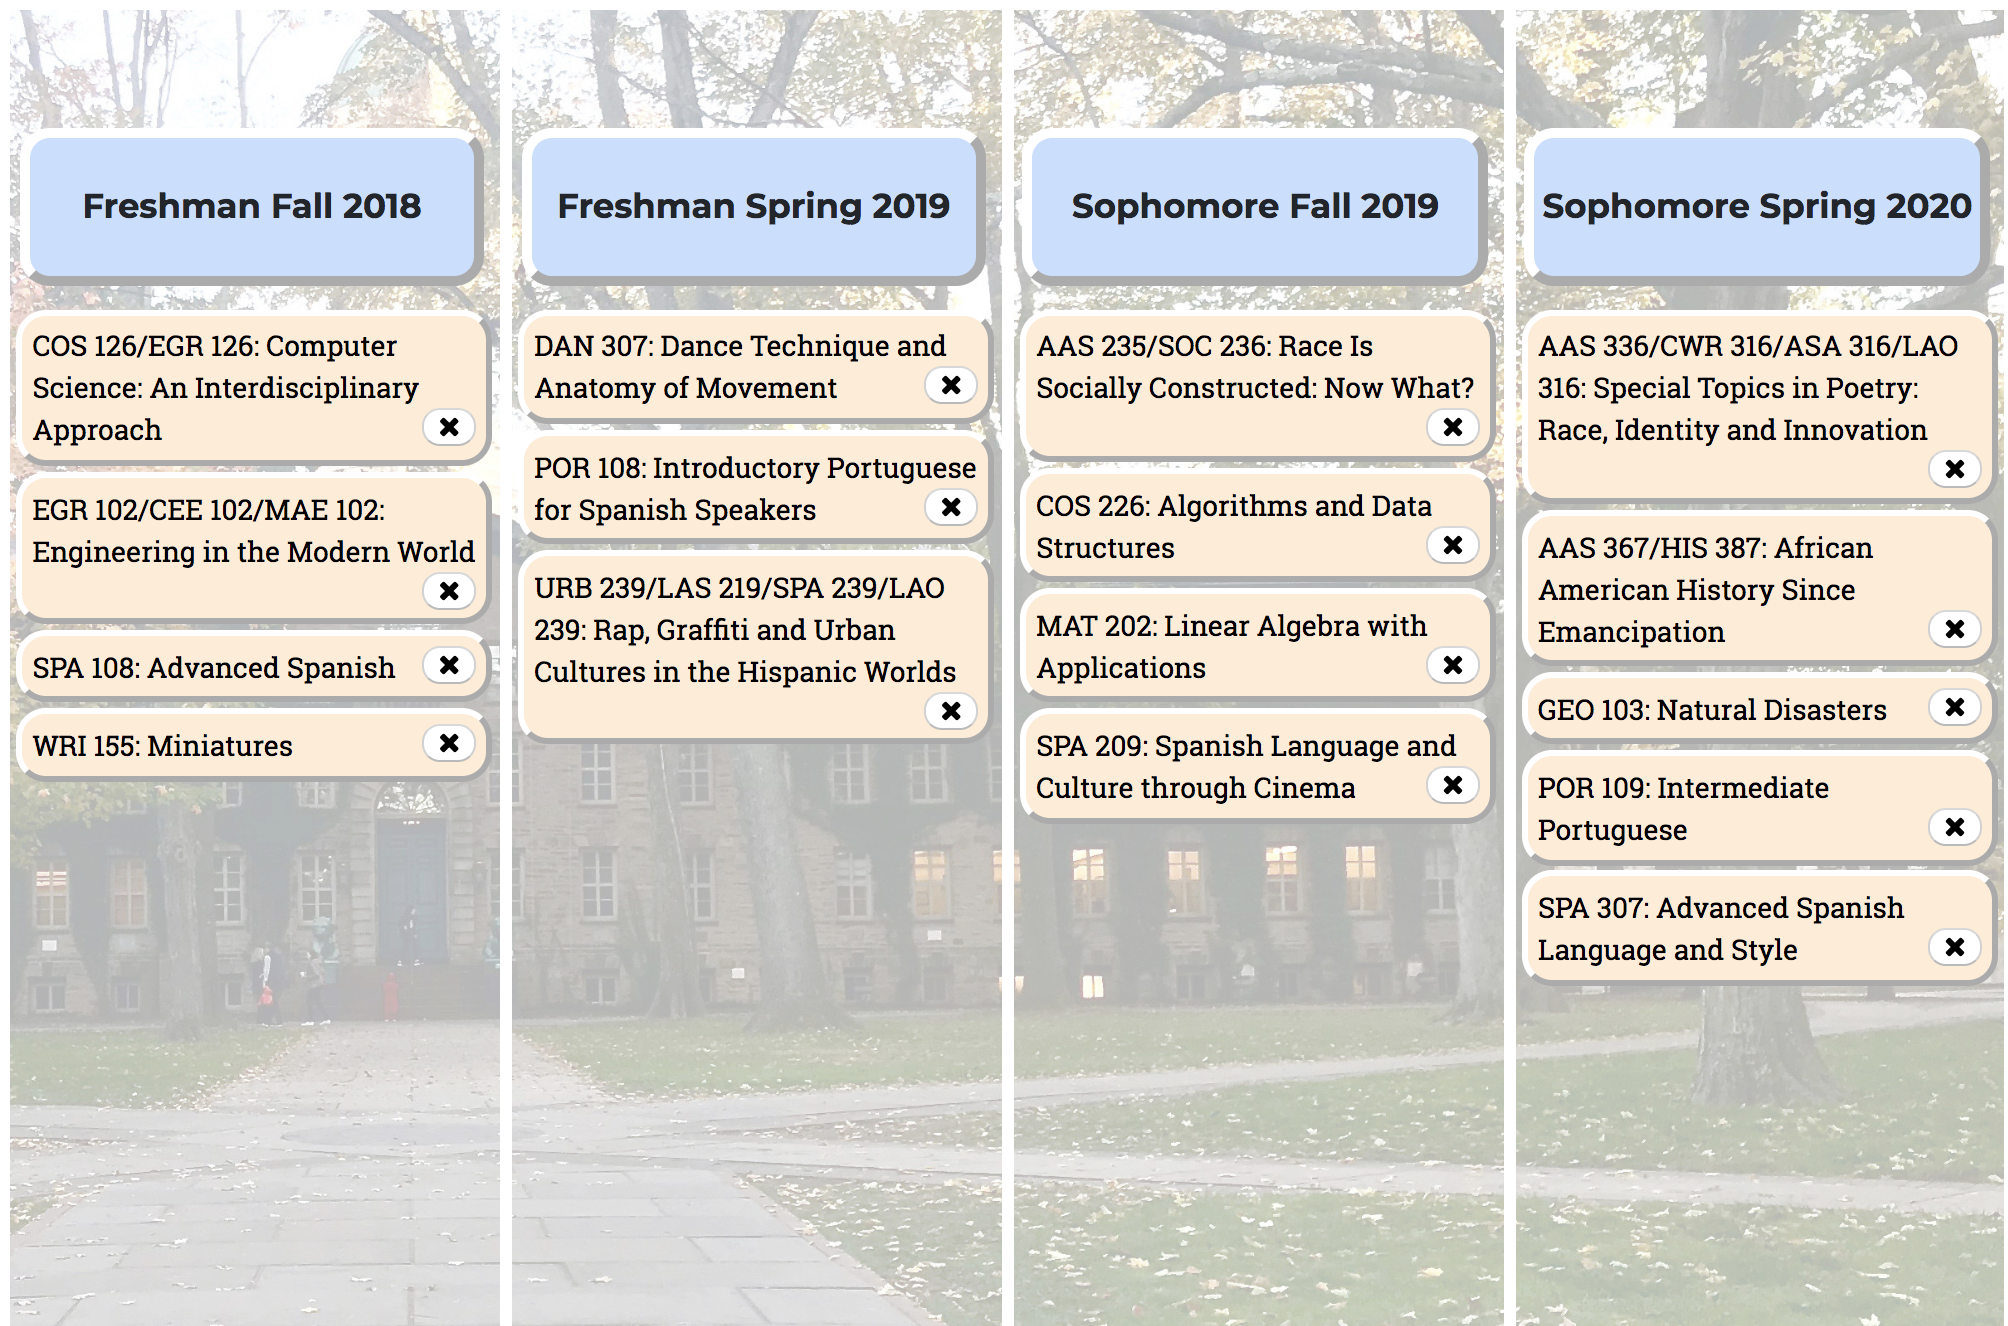 Freshman Fall 2018
COS 126/EGR 126: Computer
Science: An Interdisciplinary
Approach
EGR 102/CEE 102/MAE 102:
Engineering in the Modern World
SPA 108: Advanced Spanish
WRI 155: Miniatures
Freshman Spring 2019
DAN 307: Dance Technique and
Anatomy of Movement
POR 108: Introductory Portuguese
for Spanish Speakers
URB 239/LAS 219/SPA 239/LAO
239: Rap, Graffiti and Urban
Cultures in the Hispanic Worlds
Sophomore Fall 2019
AAS 235/SOC 236: Race Is
Socially Constructed: Now What?
COS 226: Algorithms and Data
Structures
MAT 202: Linear Algebra with
Applications
SPA 209: Spanish Language and
Culture through Cinema
Sophomore Spring 2020
AAS 336/CWR 316/ASA 316/LAO
316: Special Topics in Poetry:
Race, Identity and Innovation
AAS 367/HIS 387: African
American History Since
Emancipation
GEO 103: Natural Disasters
POR 109: Intermediate
Portuguese
SPA 307: Advanced Spanish
Language and Style